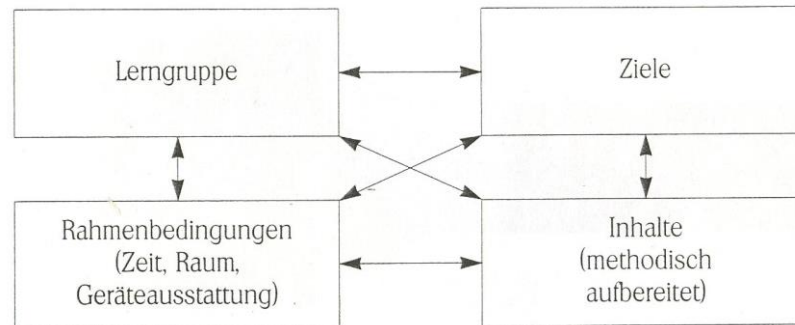 Lerngruppe
Ziele
Rahmenbedingungen
(Zeit, Raum,
Geräteausstattung)
Inhalte
(methodisch
aufbereitet)